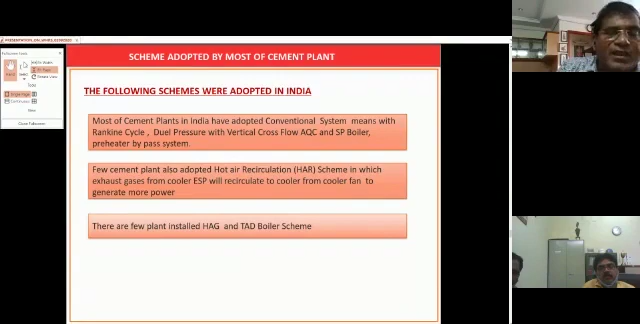 SCHEME ADOPTED BY MOST OF CEMENT PLANT
THE FOLLOWING SCHEMES WERE ADOPTED IN INDIA
Most of Cement Plants in India have adopted Conventional System means with
Rankine Cycle , Duel Pressure with Vertical Cross Flow AQC and SP Boiler,
preheater by pass system.
Few cement plant also adopted Hot air Recirculation (HAR) Scheme in which
exhaust gases from cooler ESP will recirculate to cooler from cooler fan to
generate more power
There are few plant installed HAG and TAD Boiler Scheme